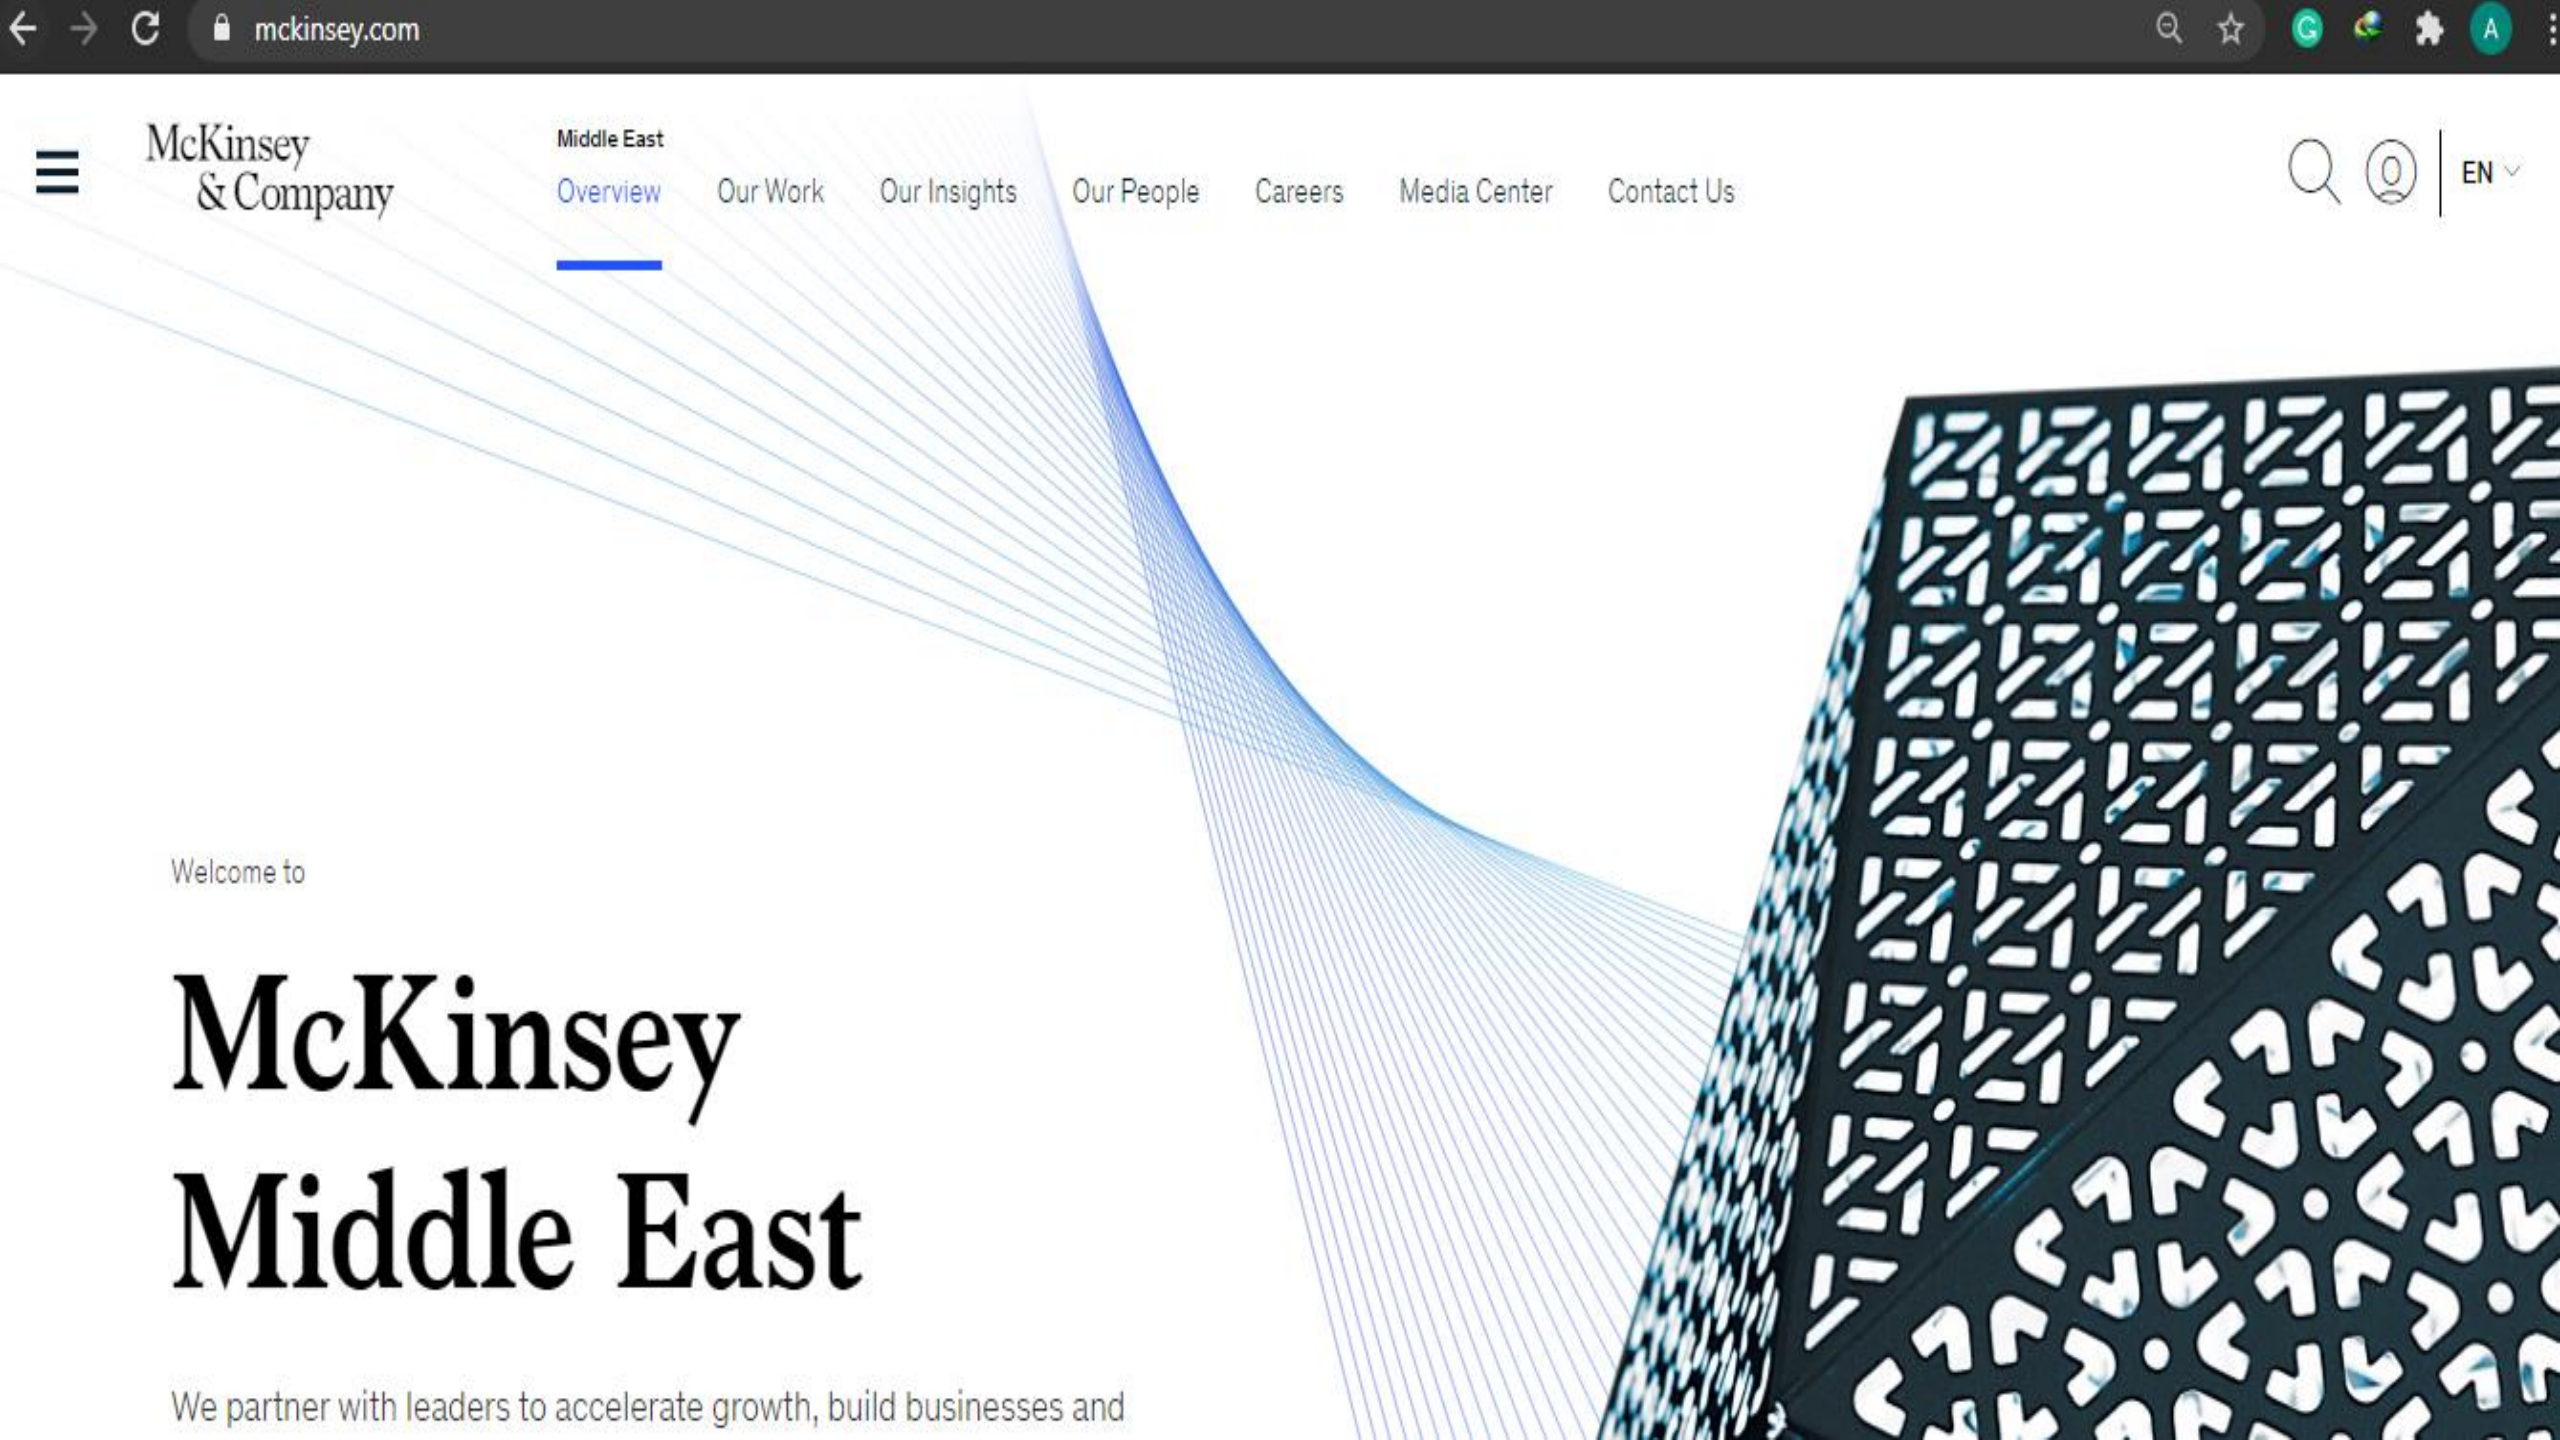 mckinsey.com
A
McKinsey
& Company
Middle East
Overview Our Work Our Insights Our People Careers Media Center Contact Us
EN
Welcome to
McKinsey
Middle East
We partner with leaders to accelerate growth, build businesses and